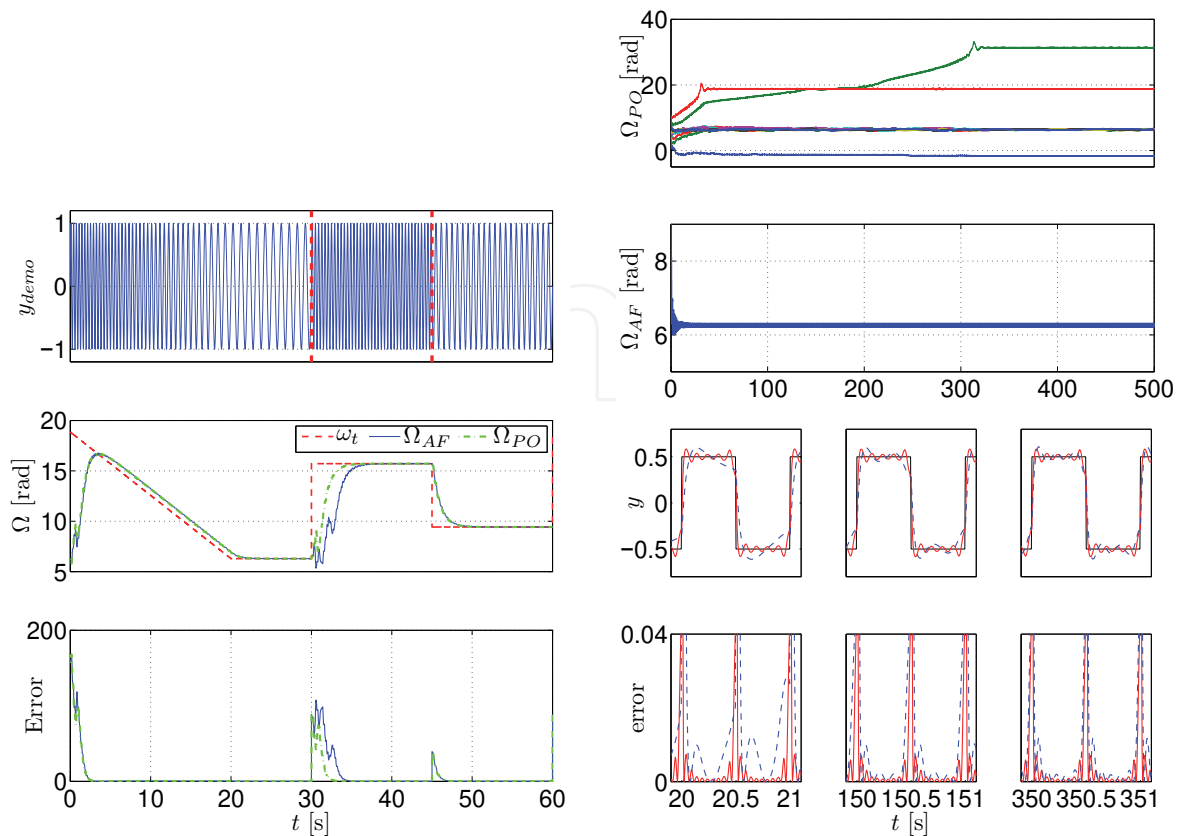 y_demo
1
0
−1
Ω [rad]
20
15
10
5
ω_t
Ω_AF
Ω_PO
Error
200
0
0 10 20 30 40 50 60
t [s]
Ω_PO [rad]
40
20
0
Ω_AF [rad]
8
6
0 100 200 300 400 500
y
0.5
0
−0.5
error
0.04
0
20 20.5 21
150 150.5 151
350 350.5 351
t [s]